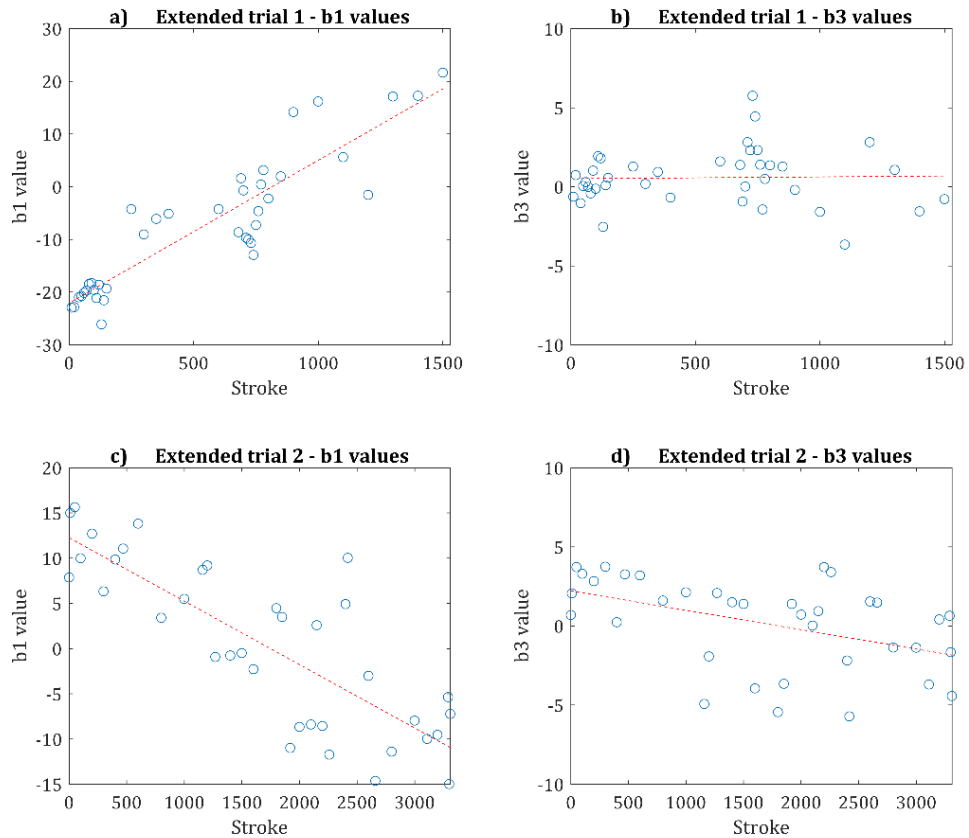 a) Extended trial 1 - b1 values
30
20
10
0
-10
-20
-30
b1 value
0 500 1000 1500
Stroke
b) Extended trial 1 - b3 values
10
5
0
-5
-10
b3 value
0 500 1000 1500
Stroke
c) Extended trial 2 - b1 values
20
15
10
5
0
-5
-10
-15
b1 value
0 500 1000 1500 2000 2500 3000
Stroke
d) Extended trial 2 - b3 values
10
5
0
-5
-10
b3 value
0 500 1000 1500 2000 2500 3000
Stroke